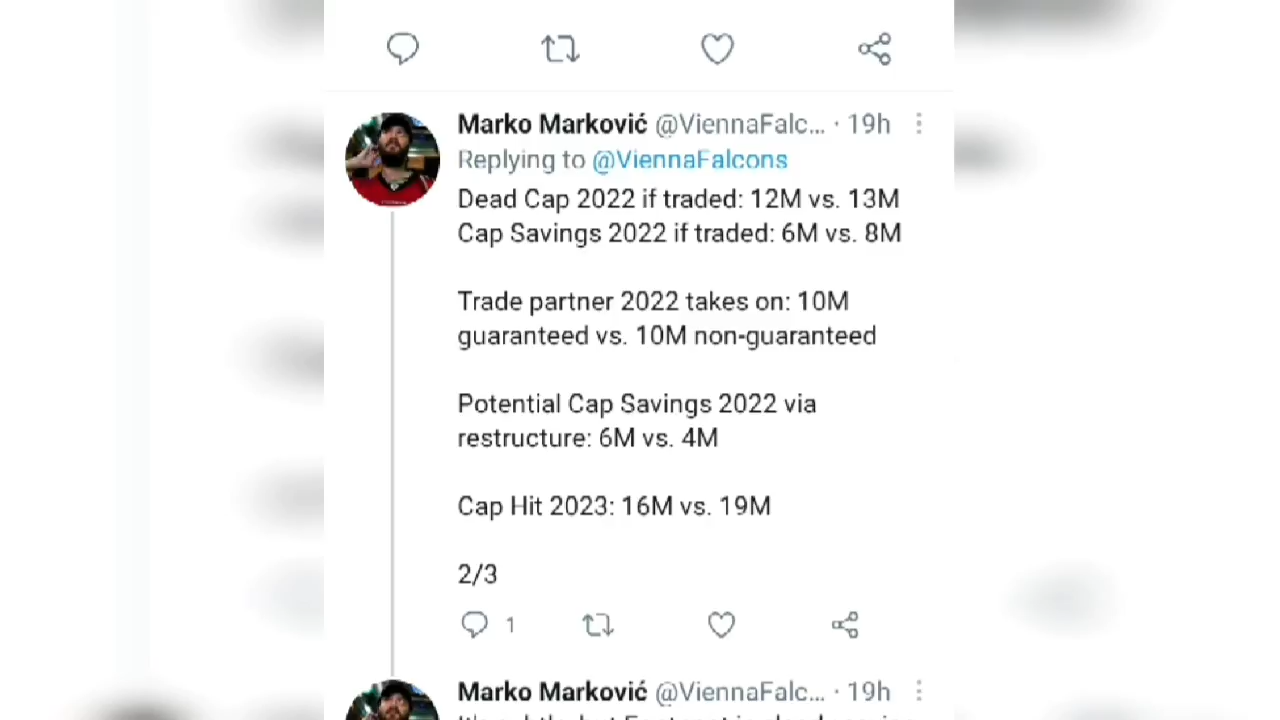 Marko Marković @ViennaFalc... · 19h
Replying to @ViennaFalcons
Dead Cap 2022 if traded: 12M vs. 13M
Cap Savings 2022 if traded: 6M vs. 8M
Trade partner 2022 takes on: 10M
guaranteed vs. 10M non-guaranteed
Potential Cap Savings 2022 via
restructure: 6M vs. 4M
Cap Hit 2023: 16M vs. 19M
2/3
1
Marko Marković @ViennaFalc... · 19h